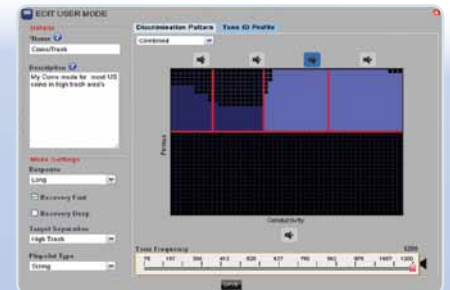 EDIT USER MODE
Details
*Name
Coins/Trash
Description
My Coins mode for most US
coins in high trash area's
Mode Settings
Response
Long
Recovery Fast
Recovery Deep
Target Separation
High Trash
Pinpoint Type
Sizing
Discrimination Pattern
Tone ID Profile
Combined
Ferrous
Conductivity
Tone Frequency
1200
SAVE